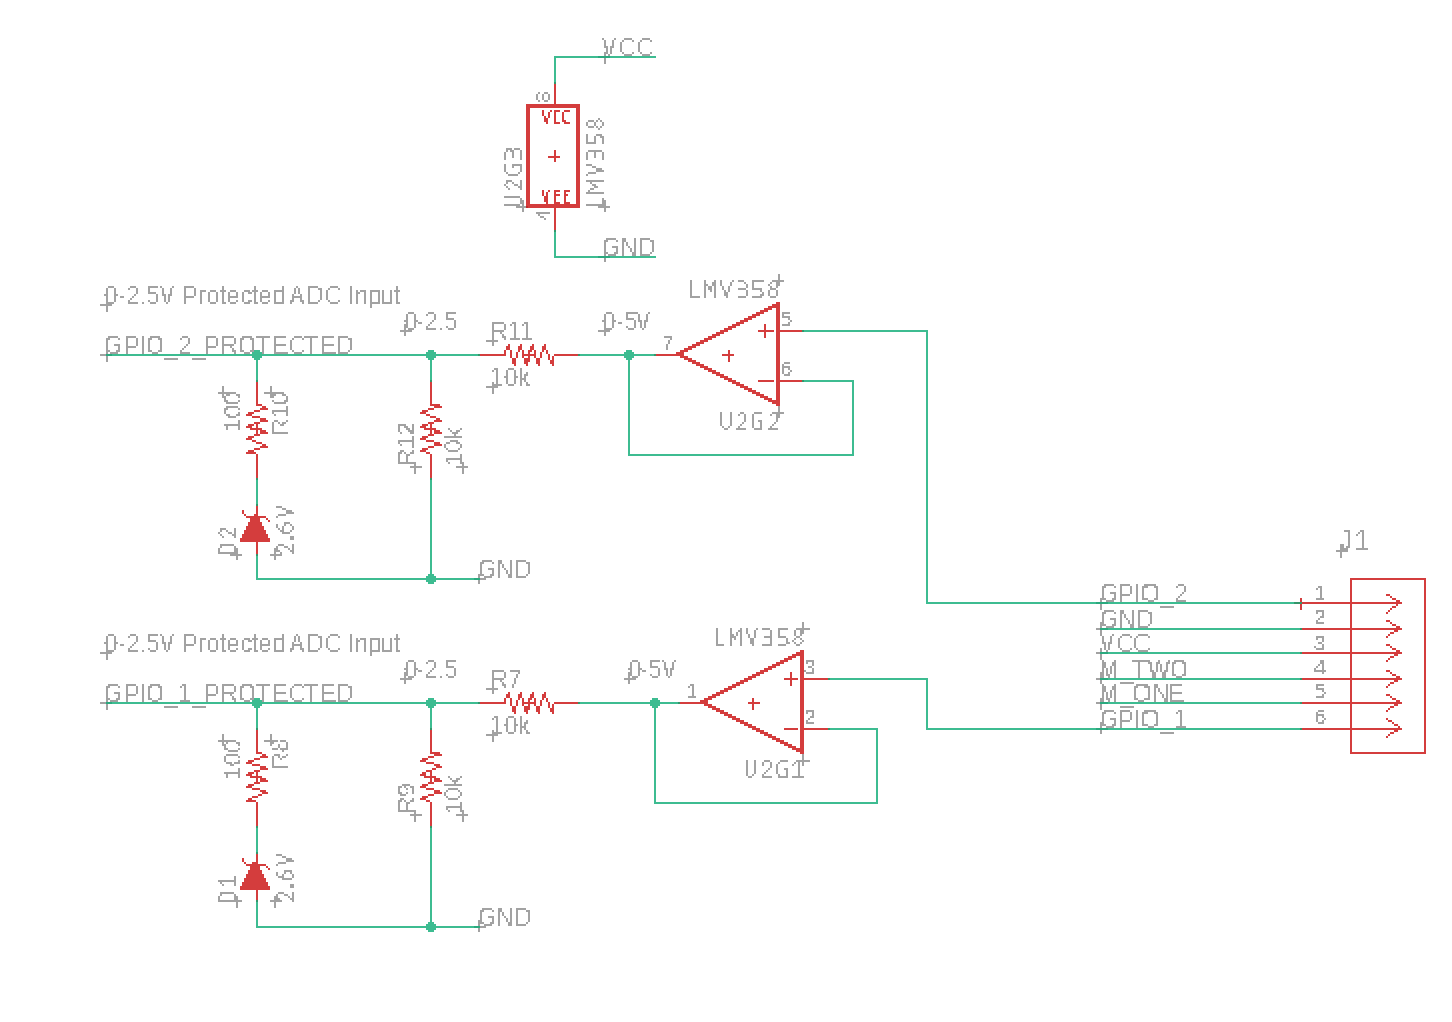 VCC
8
VCC
U2G3
LMV358
VEE
4
GND
0-2.5V Protected ADC Input
GPIO_2_PROTECTED
0-2.5
R11
10k
0-5V
LMV358
7
5
6
U2G2
100
R10
R12
10k
D2
2.6V
GND
J1
GPIO_2 1
GND 2
VCC 3
M_TWO 4
M_ONE 5
GPIO_1 6
0-2.5V Protected ADC Input
GPIO_1_PROTECTED
0-2.5
R7
10k
0-5V
LMV358
1
3
2
U2G1
100
R8
R9
10k
D1
2.6V
GND